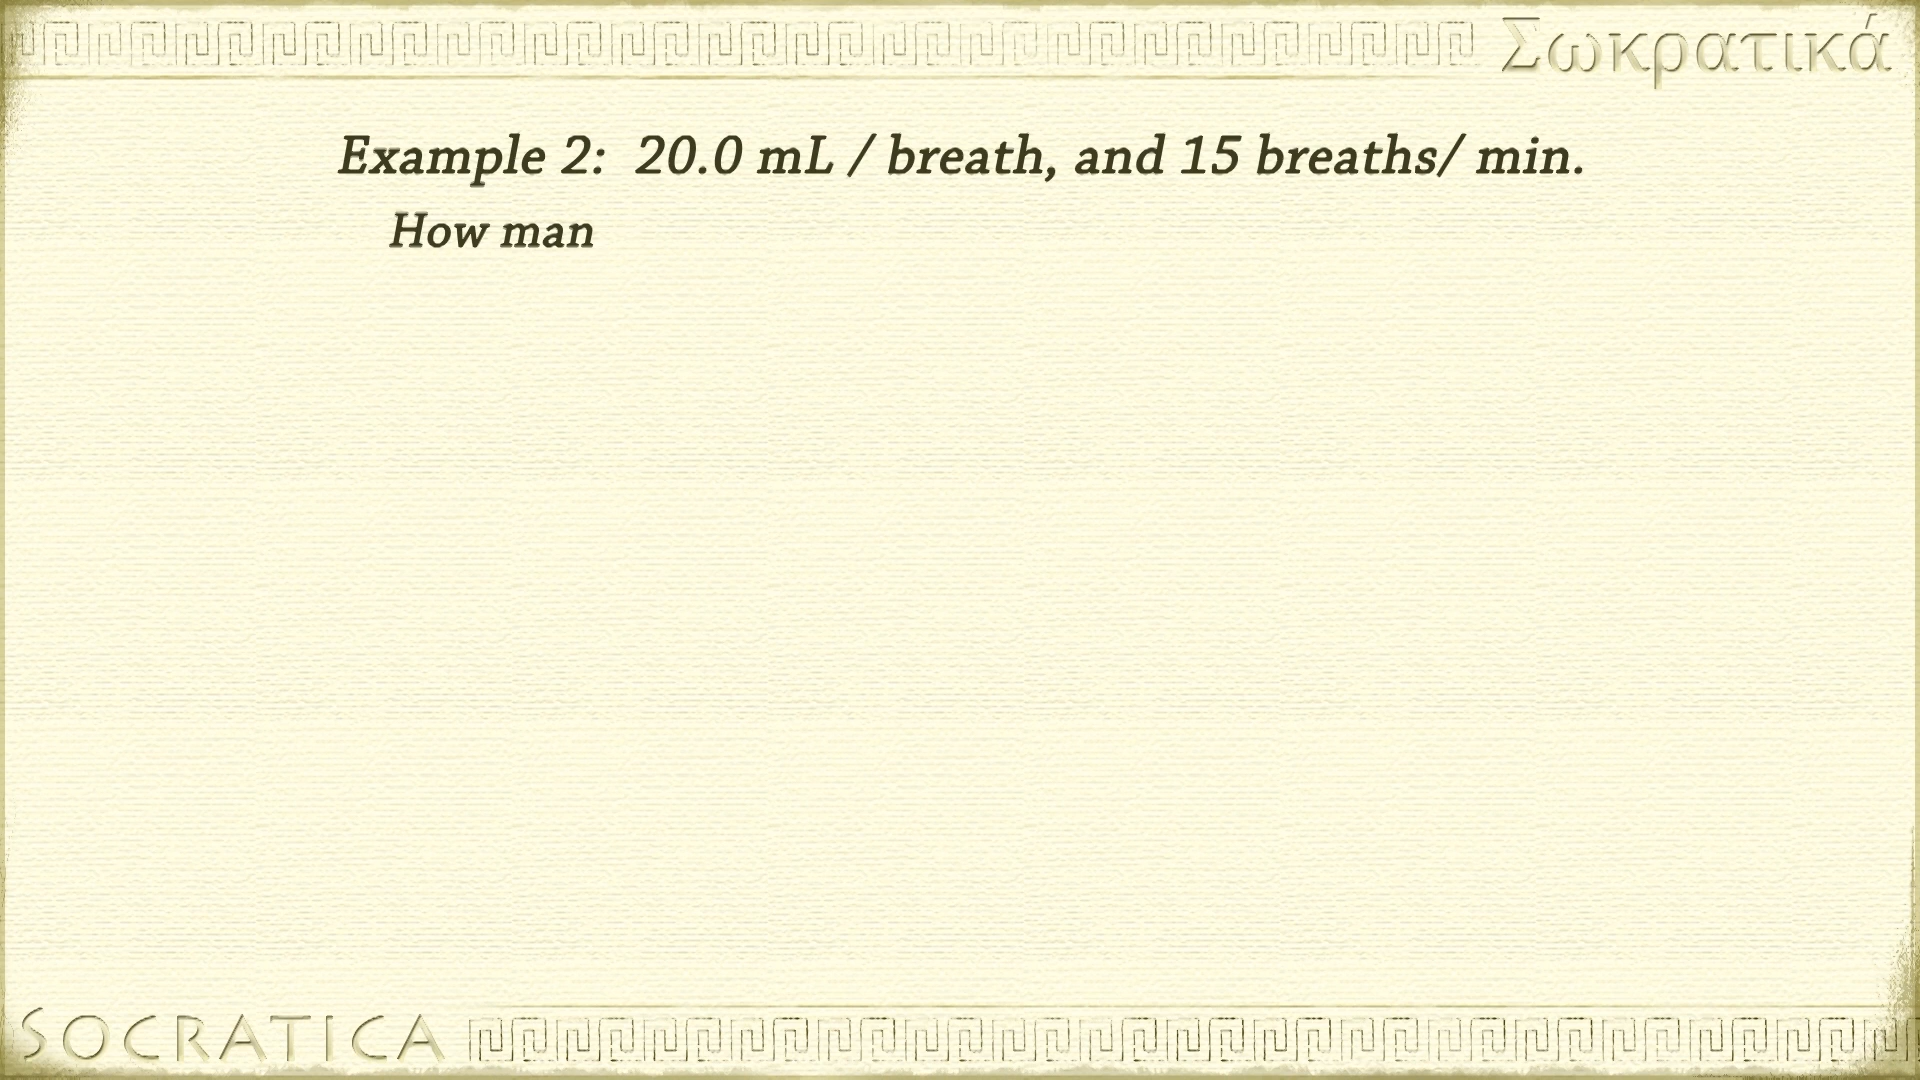 Σωκρατικά
Example 2: 20.0 mL / breath, and 15 breaths/ min.
How man
SOCRATICA